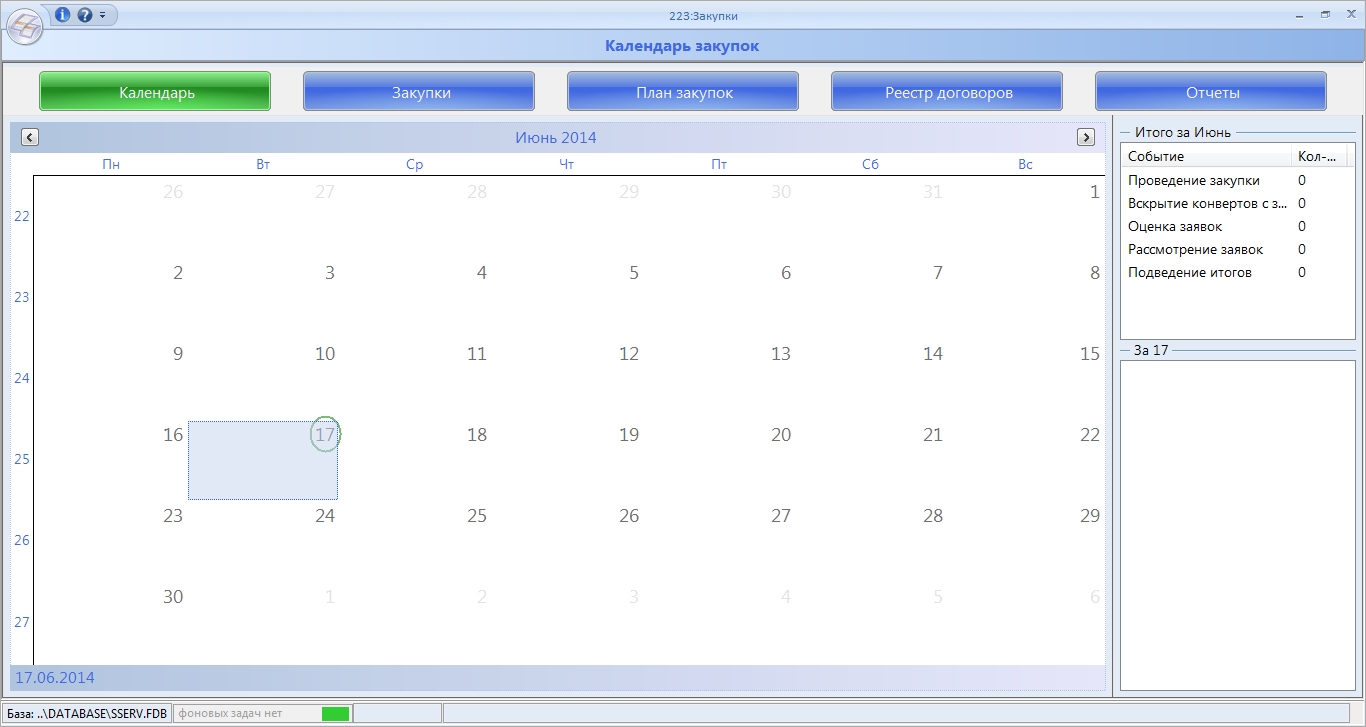 223:Закупки
Календарь закупок
Календарь Закупки План закупок Реестр договоров Отчеты
Июнь 2014
Пн Вт Ср Чт Пт Сб Вс
26 27 28 29 30 31 1
22
2 3 4 5 6 7 8
23
9 10 11 12 13 14 15
24
16 17 18 19 20 21 22
25
23 24 25 26 27 28 29
26
30 1 2 3 4 5 6
27
17.06.2014
Итого за Июнь
Событие Кол-...
Проведение закупки 0
Вскрытие конвертов с з... 0
Оценка заявок 0
Рассмотрение заявок 0
Подведение итогов 0
За 17
База: ..\DATABASE\SSERV.FDB фоновых задач нет